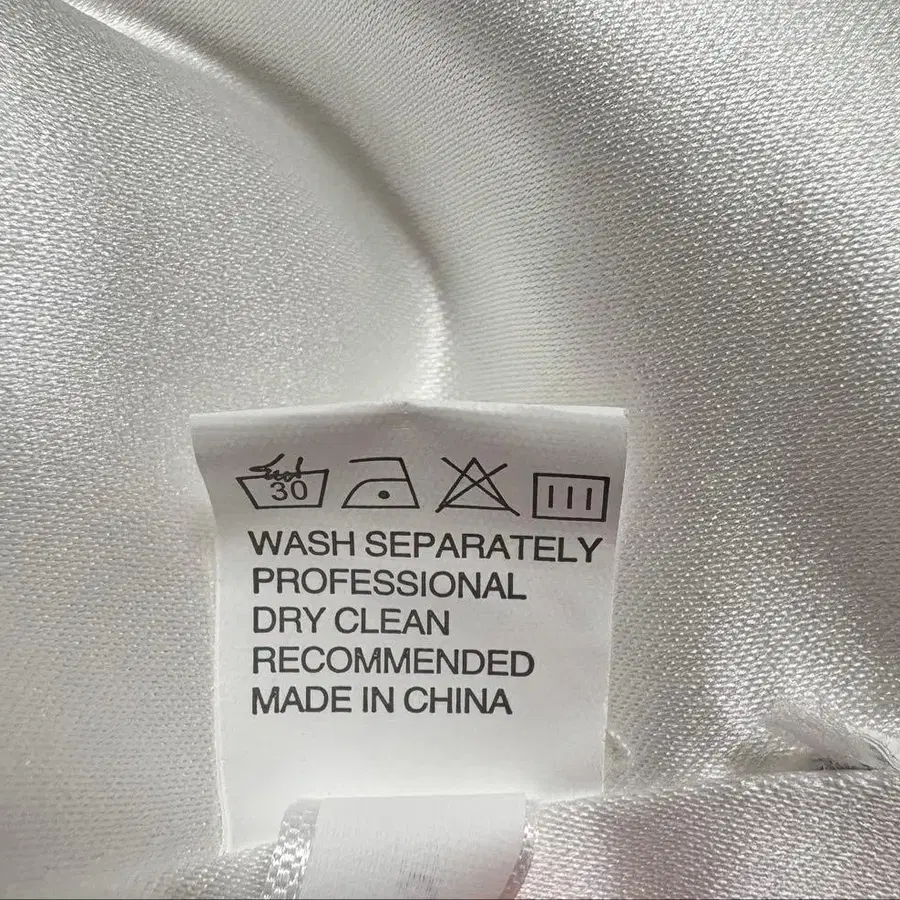 30
WASH SEPARATELY
PROFESSIONAL
DRY CLEAN
RECOMMENDED
MADE IN CHINA